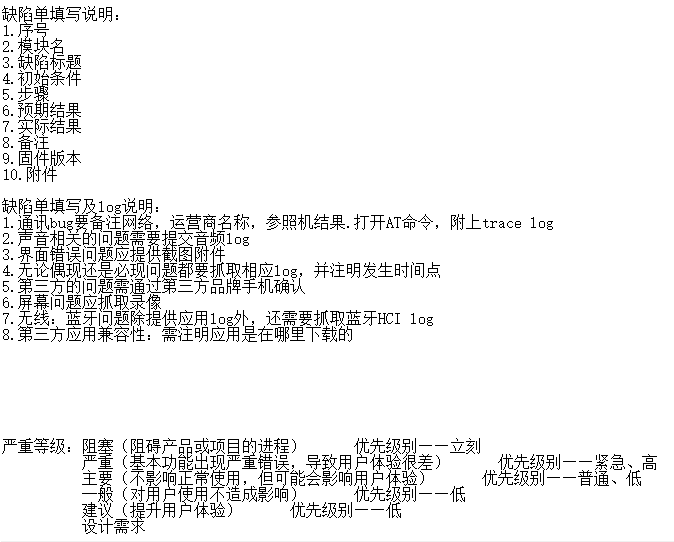 缺陷单填写说明：
1.序号
2.模块名
3.缺陷标题
4.初始条件
5.步骤
6.预期结果
7.实际结果
8.备注
9.固件版本
10.附件
缺陷单填写及log说明：
1.通讯bug要备注网络，运营商名称，参照机结果.打开AT命令，附上trace log
2.声音相关的问题需要提交音频log
3.界面错误问题应提供截图附件
4.无论偶现还是必现问题都要抓取相应log，并注明发生时间点
5.第三方的问题需通过第三方品牌手机确认
6.屏幕问题应抓取录像
7.无线：蓝牙问题除提供应用log外，还需要抓取蓝牙HCI log
8.第三方应用兼容性：需注明应用是在哪里下载的
严重等级：阻塞（阻碍产品或项目的进程） 优先级别——立刻
严重（基本功能出现严重错误，导致用户体验很差） 优先级别——紧急、高
主要（不影响正常使用，但可能会影响用户体验） 优先级别——普通、低
一般（对用户使用不造成影响） 优先级别——低
建议（提升用户体验） 优先级别——低
设计需求